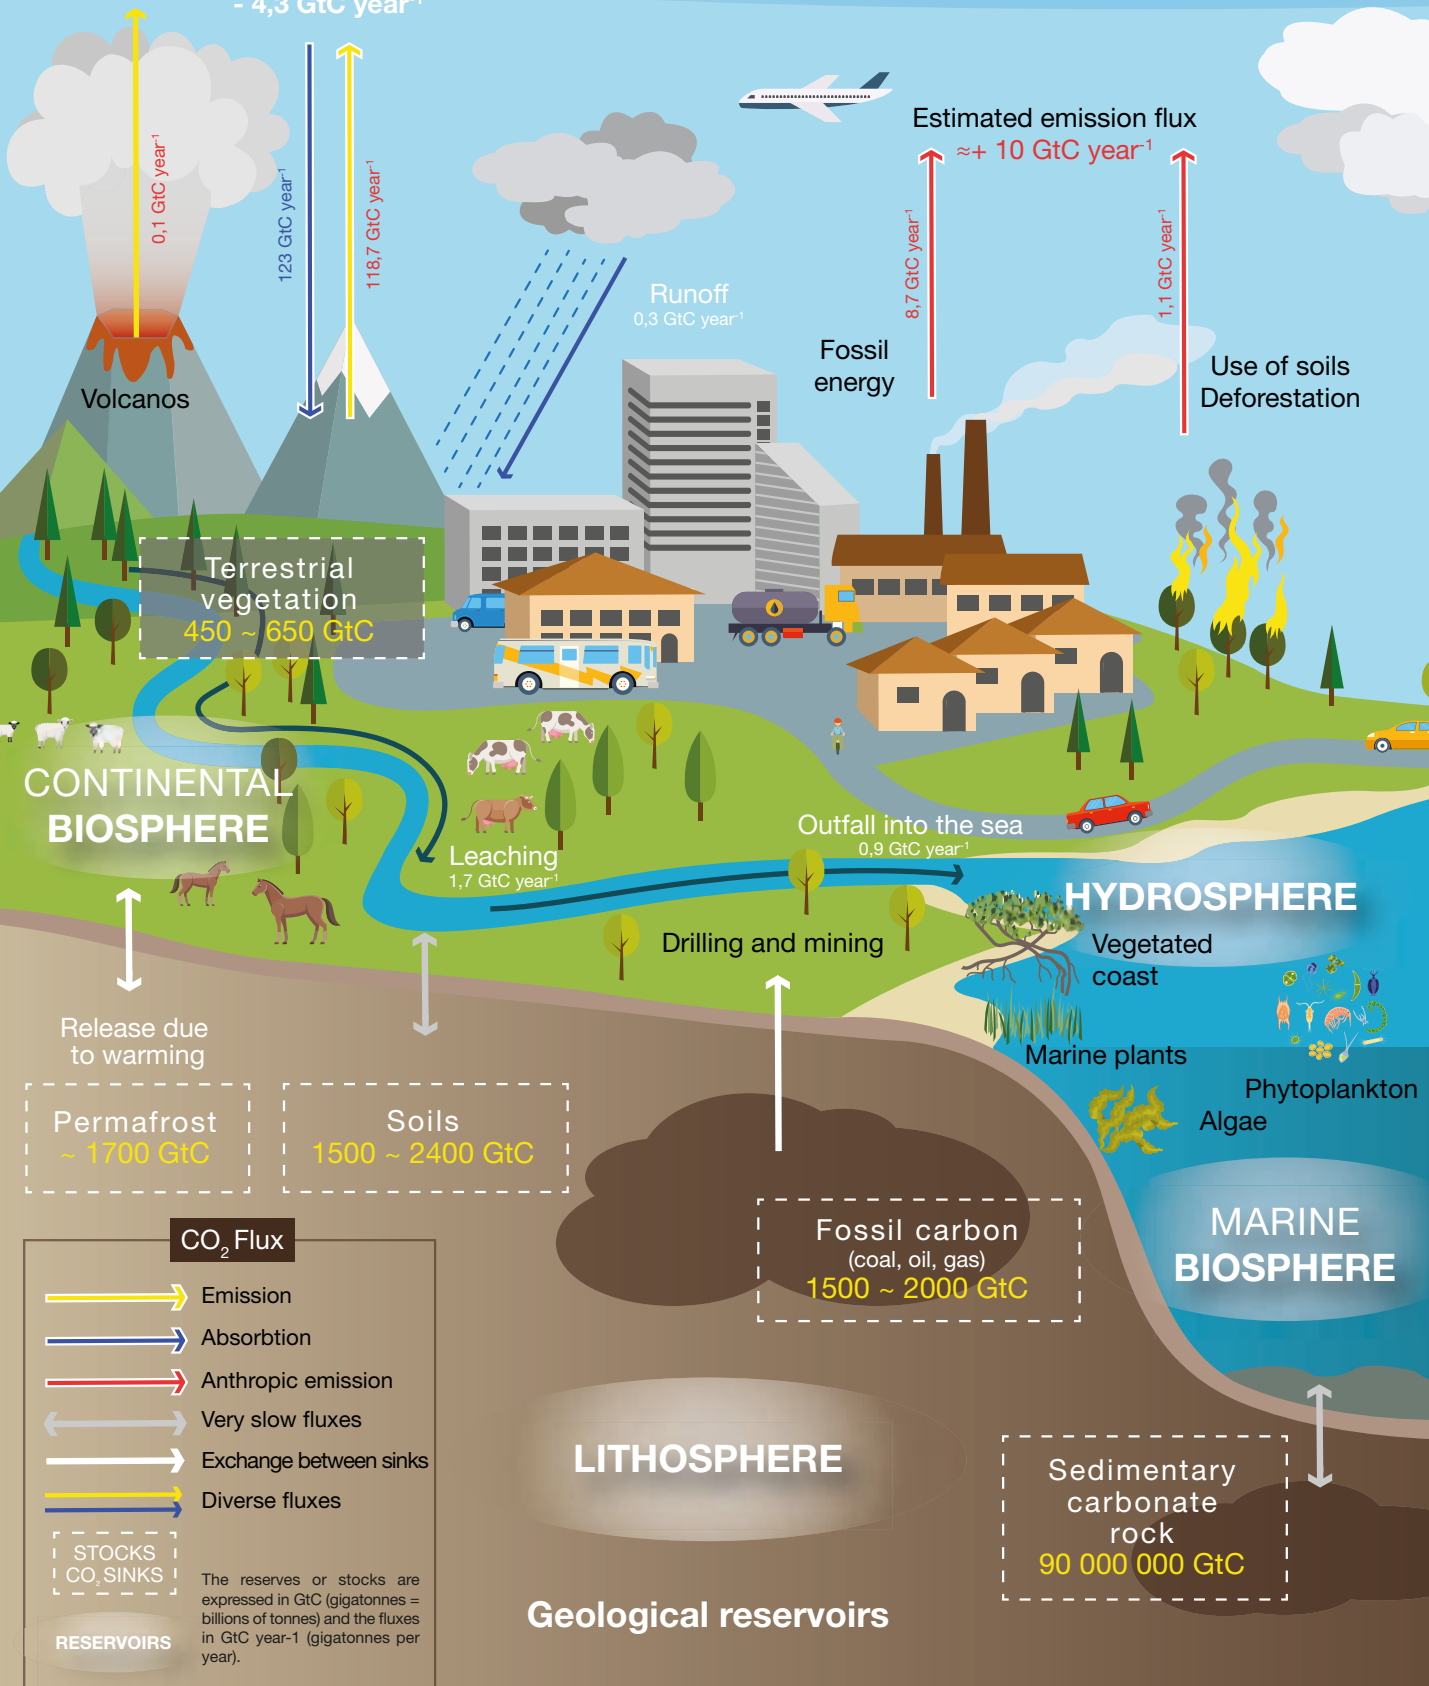 - 4,3 GtC year-1
0,1 GtC year-1
123 GtC year-1
118,7 GtC year-1
Estimated emission flux
≈+ 10 GtC year-1
8,7 GtC year-1
1,1 GtC year-1
Runoff
0,3 GtC year-1
Fossil
energy
Use of soils
Deforestation
Volcanos
Terrestrial
vegetation
450 ~ 650 GtC
CONTINENTAL
BIOSPHERE
Leaching
1,7 GtC year-1
Outfall into the sea
0,9 GtC year-1
HYDROSPHERE
Drilling and mining
Vegetated
coast
Release due
to warming
Marine plants
Phytoplankton
Algae
Permafrost
~ 1700 GtC
Soils
1500 ~ 2400 GtC
Fossil carbon
(coal, oil, gas)
1500 ~ 2000 GtC
MARINE
BIOSPHERE
CO2 Flux
Emission
Absorbtion
Anthropic emission
Very slow fluxes
Exchange between sinks
Diverse fluxes
STOCKS
CO2 SINKS
RESERVOIRS
The reserves or stocks are
expressed in GtC (gigatonnes =
billions of tonnes) and the fluxes
in GtC year-1 (gigatonnes per
year).
LITHOSPHERE
Geological reservoirs
Sedimentary
carbonate
rock
90 000 000 GtC